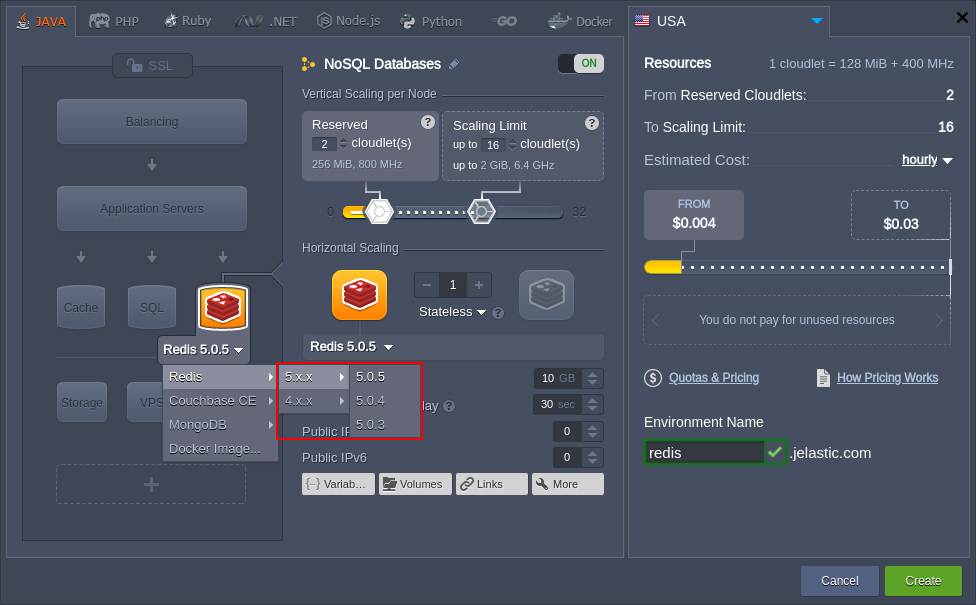 JAVA
PHP
Ruby
.NET
Node.js
Python
GO
Docker
USA
SSL
Balancing
Application Servers
Cache
SQL
Redis 5.0.5
Storage
VPS
Redis
Couchbase CE
MongoDB
Docker Image...
5.x.x
4.x.x
5.0.5
5.0.4
5.0.3
NoSQL Databases
ON
Vertical Scaling per Node
Reserved ?
2 cloudlet(s)
256 MiB, 800 MHz
Scaling Limit ?
up to 16 cloudlet(s)
up to 2 GiB, 6.4 GHz
0
32
Horizontal Scaling
− 1 +
Stateless ?
Redis 5.0.5
10 GB
lay ? 30 sec
Public IP 0
Public IPv6 0
Variab...
Volumes
Links
More
Resources 1 cloudlet = 128 MiB + 400 MHz
From Reserved Cloudlets: 2
To Scaling Limit: 16
Estimated Cost: hourly
FROM
$0.004
TO
$0.03
You do not pay for unused resources
$ Quotas & Pricing
How Pricing Works
Environment Name
redis .jelastic.com
Cancel
Create